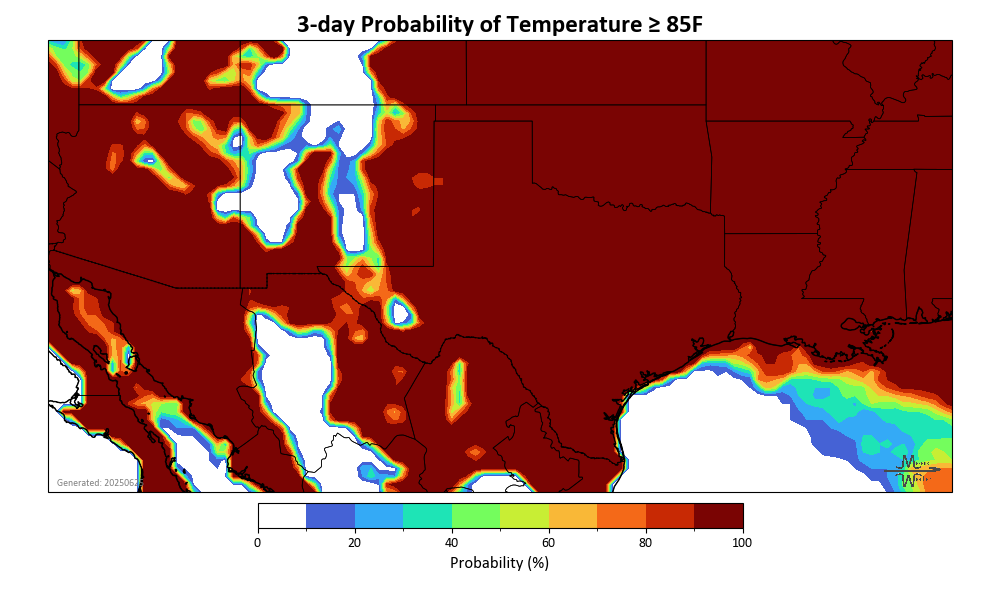 3-day Probability of Temperature ≥ 85F
Generated: 2025062
0 20 40 60 80 100
Probability (%)